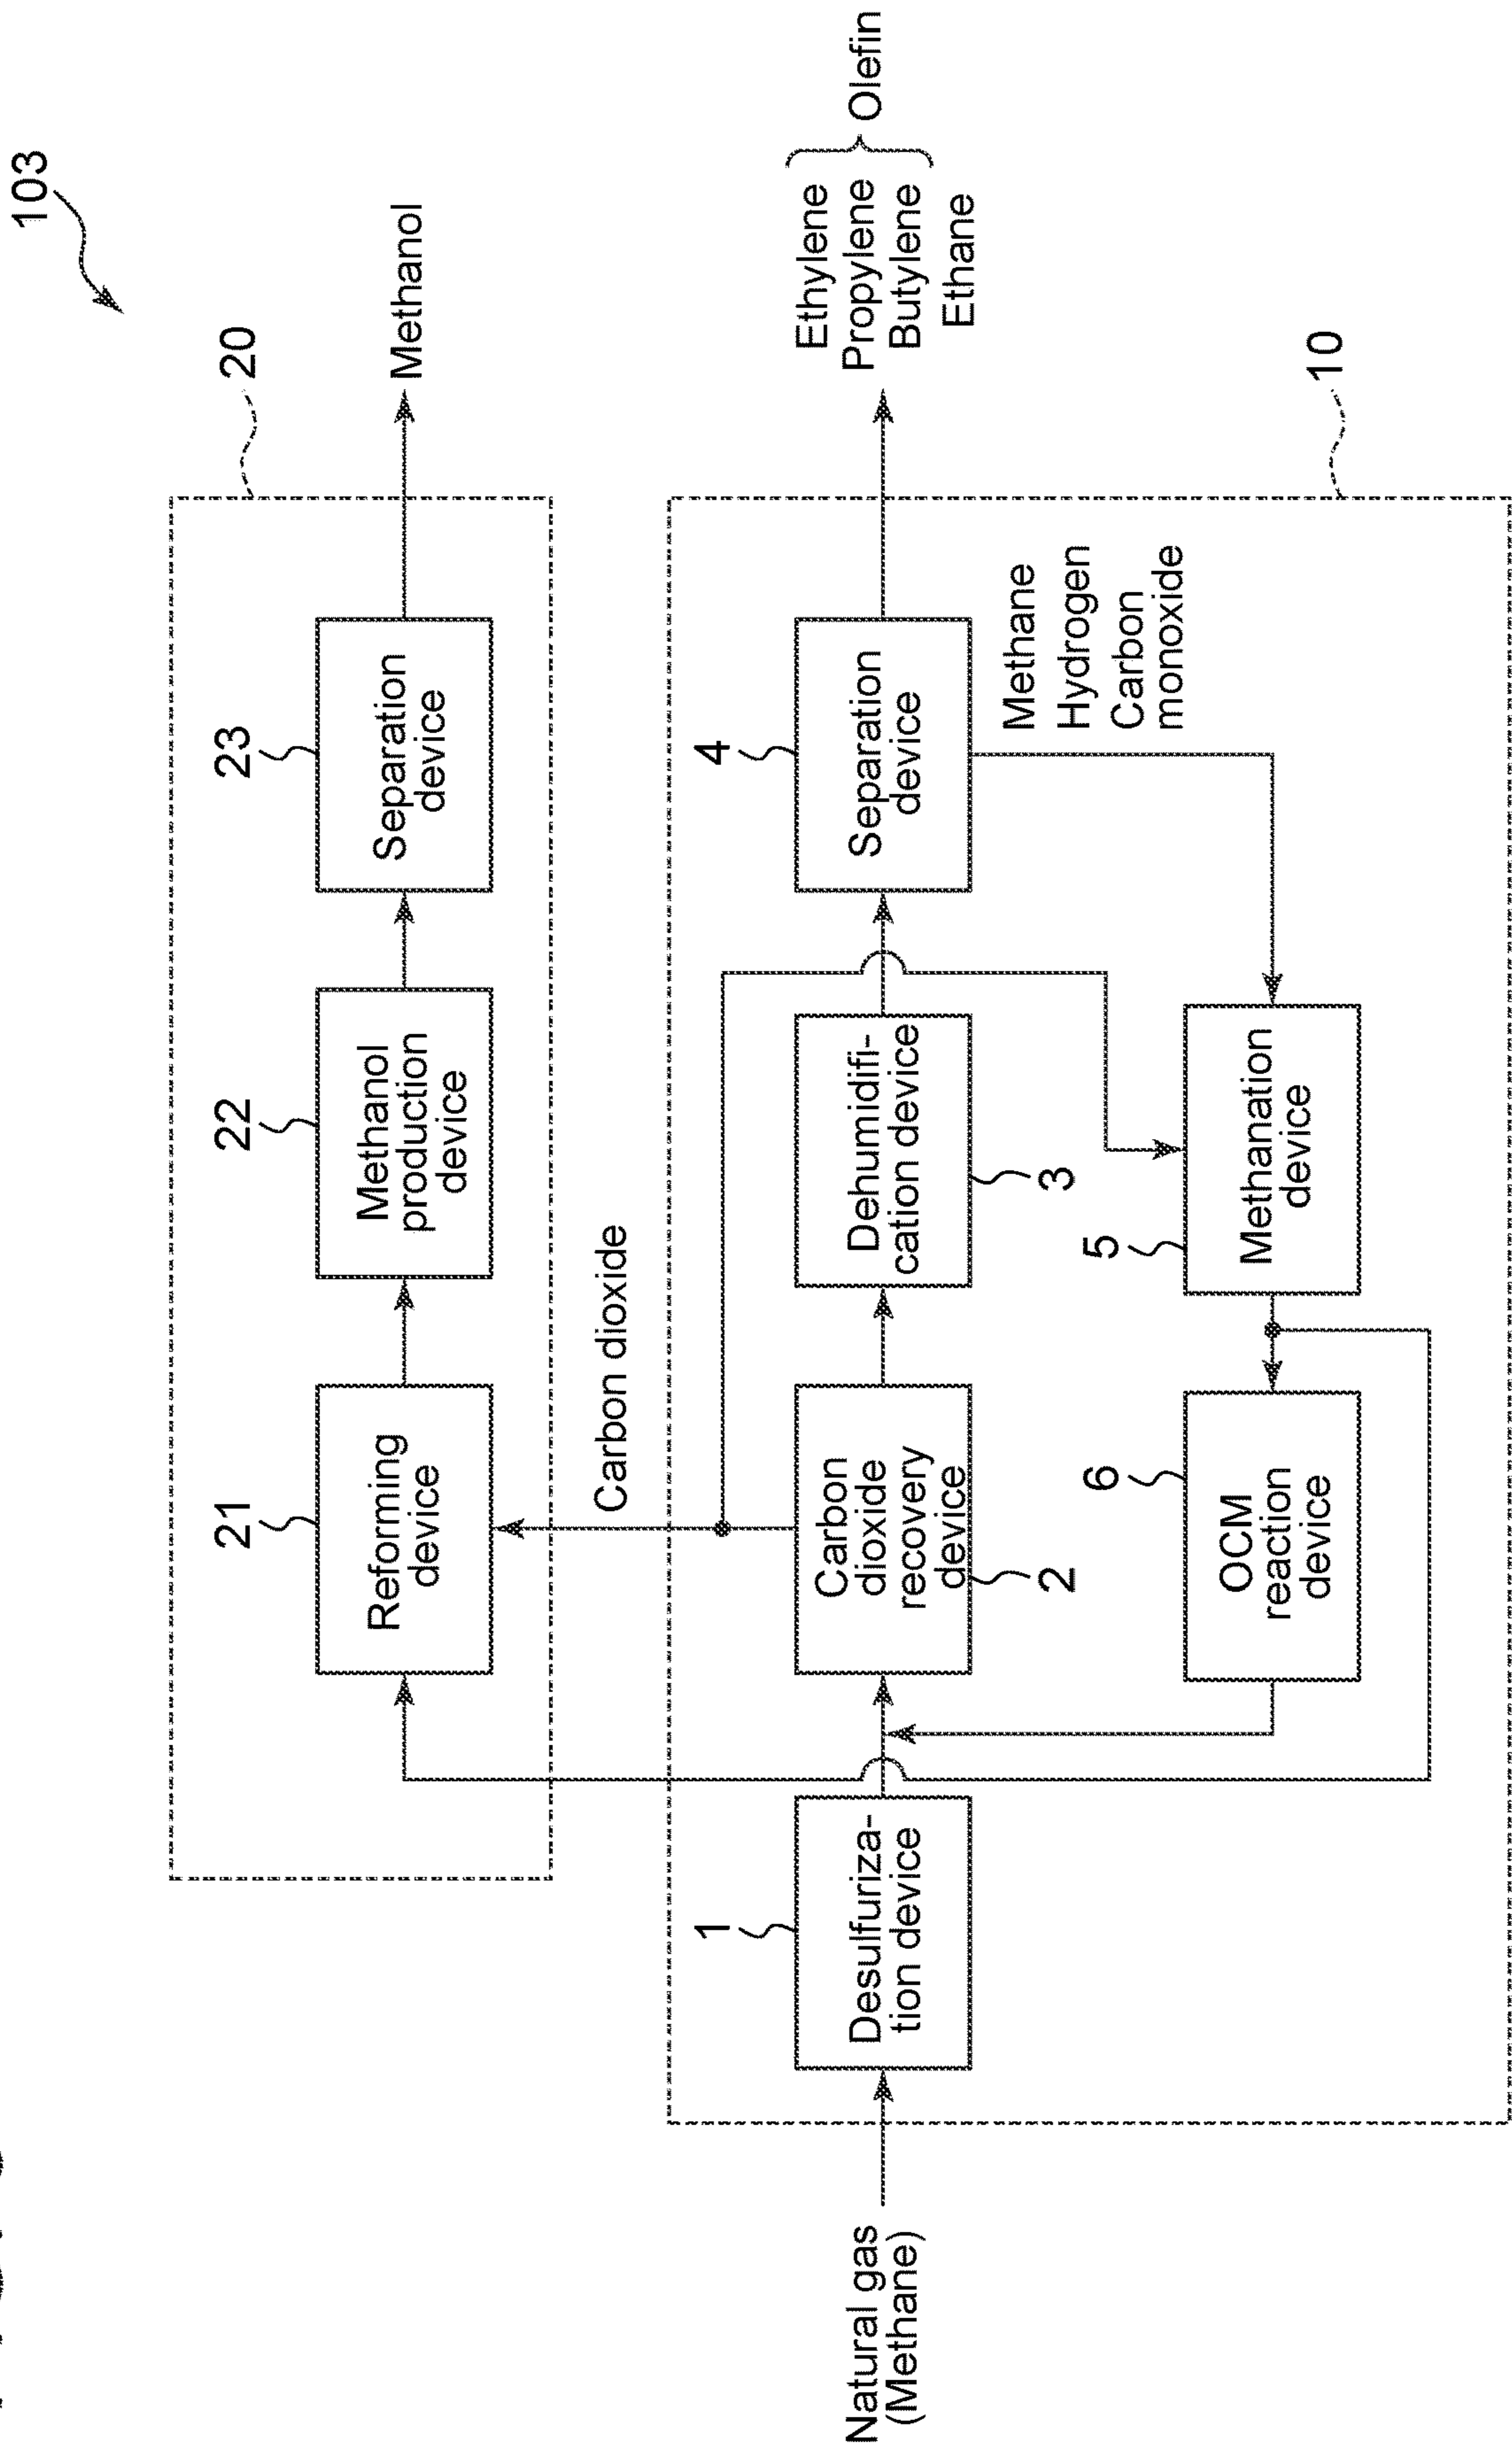 103
20
Methanol
21
22
23
Reforming
device
Methanol
production
device
Separation
device
Carbon dioxide
Natural gas
(Methane)
1
Desulfuriza-
tion device
Carbon
dioxide
recovery
device
2
Dehumidifi-
cation device
3
4
Separation
device
Ethylene
Propylene
Butylene
Olefin
Ethane
Methane
Hydrogen
Carbon
monoxide
6
OCM
reaction
device
5
Methanation
device
10